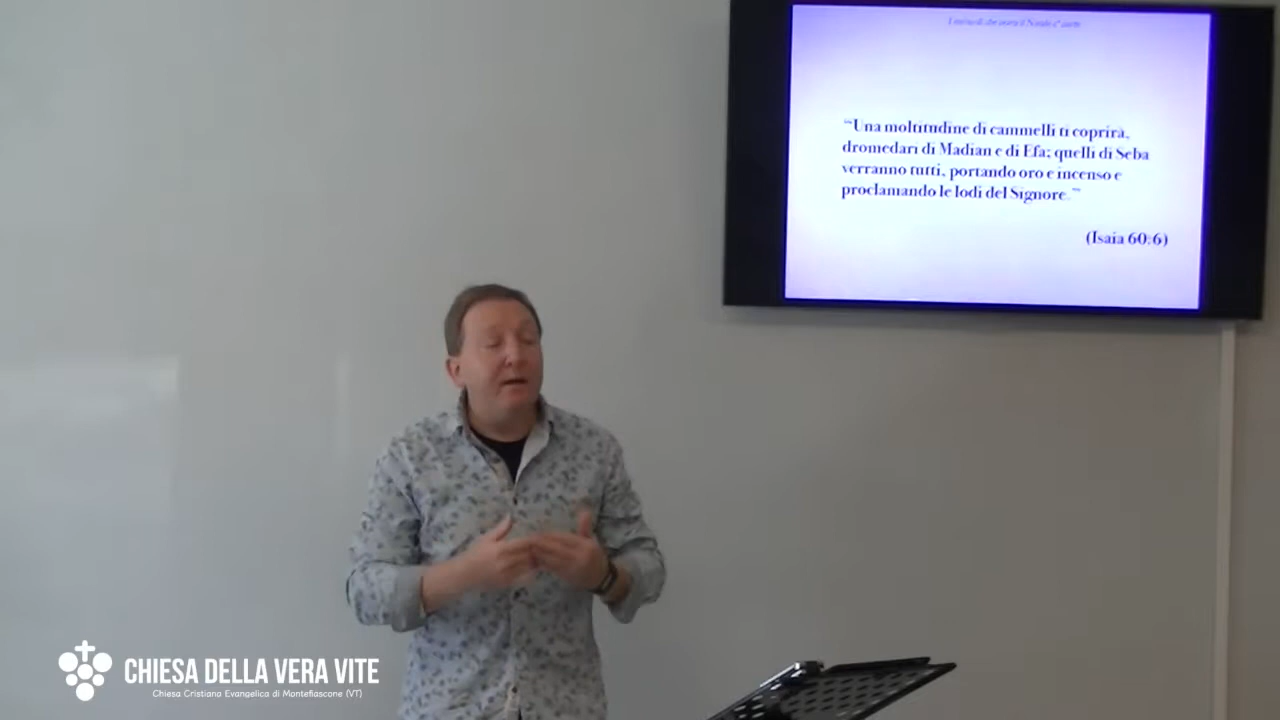 “Una moltitudine di cammelli ti coprirà,
dromedari di Madian e di Efa; quelli di Seba
verranno tutti, portando oro e incenso e
proclamando le lodi del Signore.”
(Isaia 60:6)
CHIESA DELLA VERA VITE
Chiesa Cristiana Evangelica di Montefiascone (VT)